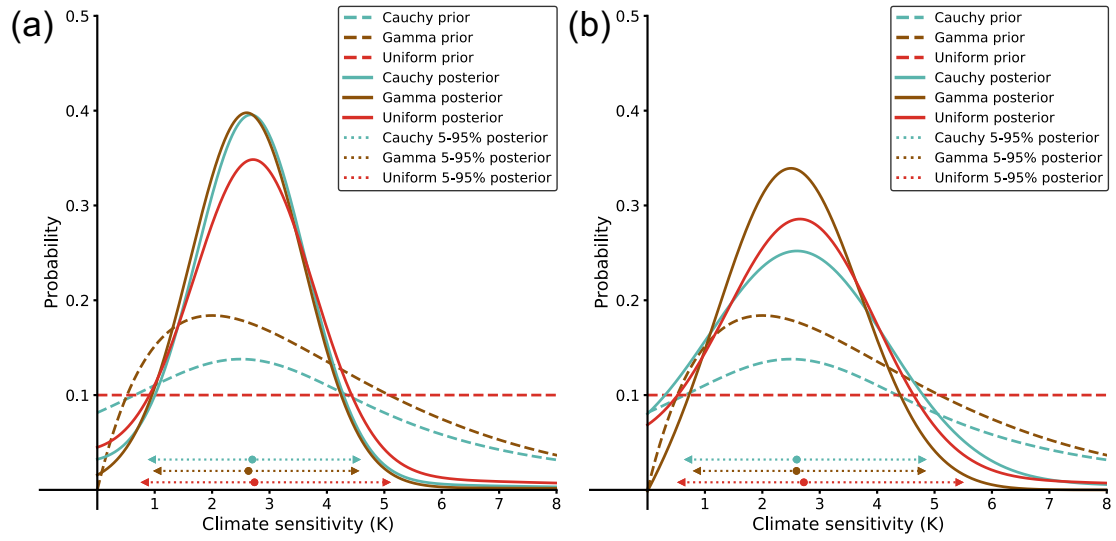 (a)
0.5
0.4
0.3
0.2
0.1
Probability
Cauchy prior
Gamma prior
Uniform prior
Cauchy posterior
Gamma posterior
Uniform posterior
Cauchy 5-95% posterior
Gamma 5-95% posterior
Uniform 5-95% posterior
1 2 3 4 5 6 7 8
Climate sensitivity (K)
(b)
0.5
0.4
0.3
0.2
0.1
Probability
Cauchy prior
Gamma prior
Uniform prior
Cauchy posterior
Gamma posterior
Uniform posterior
Cauchy 5-95% posterior
Gamma 5-95% posterior
Uniform 5-95% posterior
1 2 3 4 5 6 7 8
Climate sensitivity (K)